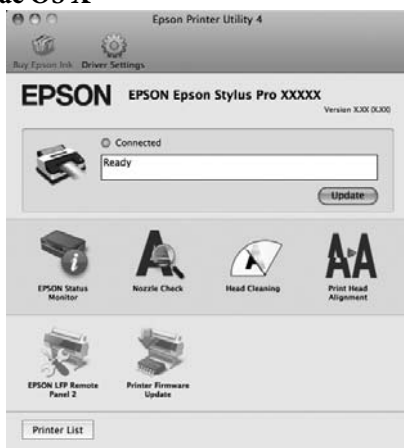 Mac OS X
Epson Printer Utility 4
Buy Epson Ink Driver Settings
EPSON EPSON Epson Stylus Pro XXXXX
Version X.XX (X.XX)
Connected
Ready
Update
EPSON Status Monitor
Nozzle Check
Head Cleaning
Print Head Alignment
EPSON LFP Remote Panel 2
Printer Firmware Update
Printer List